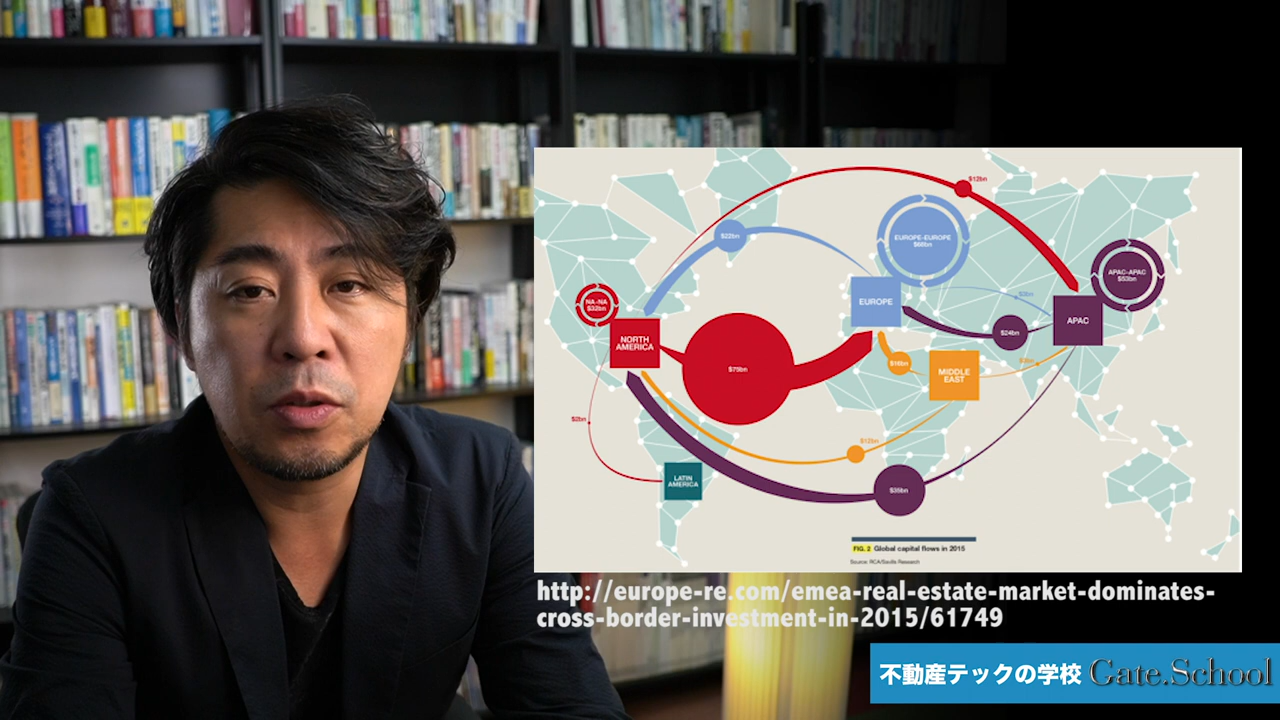 $12bn
$22bn
EUROPE-EUROPE
$66bn
APAC-APAC
$53bn
NA-NA
$32bn
EUROPE
APAC
NORTH
AMERICA
$24bn
$79bn
MIDDLE
EAST
$2bn
LATIN
AMERICA
$35bn
FIG. 2 Global capital flows in 2015
Source: RCA/Savills Research
http://europe-re.com/emea-real-estate-market-dominates-
cross-border-investment-in-2015/61749
不動産テックの学校 Gate.School